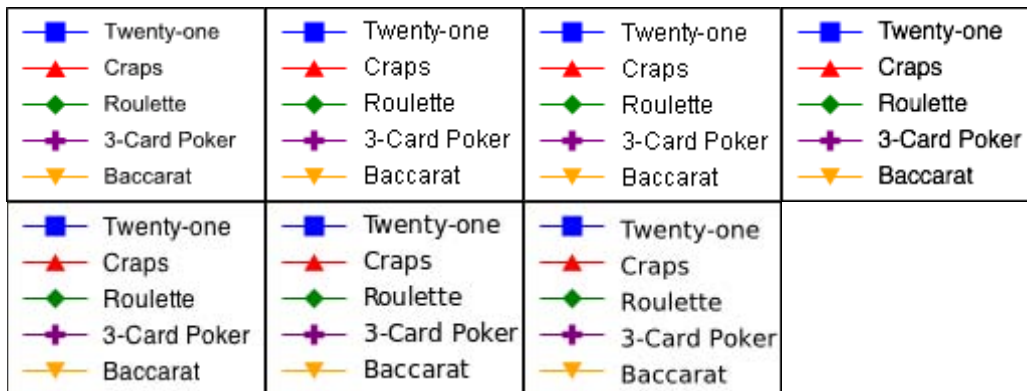 Twenty-one
Craps
Roulette
3-Card Poker
Baccarat
Twenty-one
Craps
Roulette
3-Card Poker
Baccarat
Twenty-one
Craps
Roulette
3-Card Poker
Baccarat
Twenty-one
Craps
Roulette
3-Card Poker
Baccarat
Twenty-one
Craps
Roulette
3-Card Poker
Baccarat
Twenty-one
Craps
Roulette
3-Card Poker
Baccarat
Twenty-one
Craps
Roulette
3-Card Poker
Baccarat